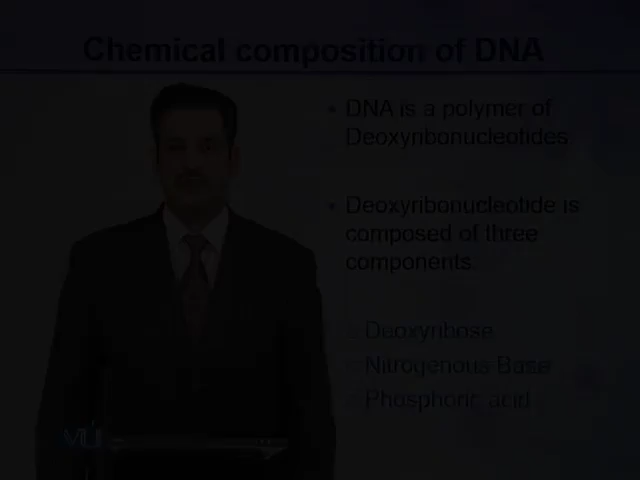 Chemical composition of DNA
• DNA is a polymer of
Deoxyribonucleotides
• Deoxyribonucleotide is
composed of three
components
Deoxyribose
Nitrogenous Base
Phosphoric acid
VU